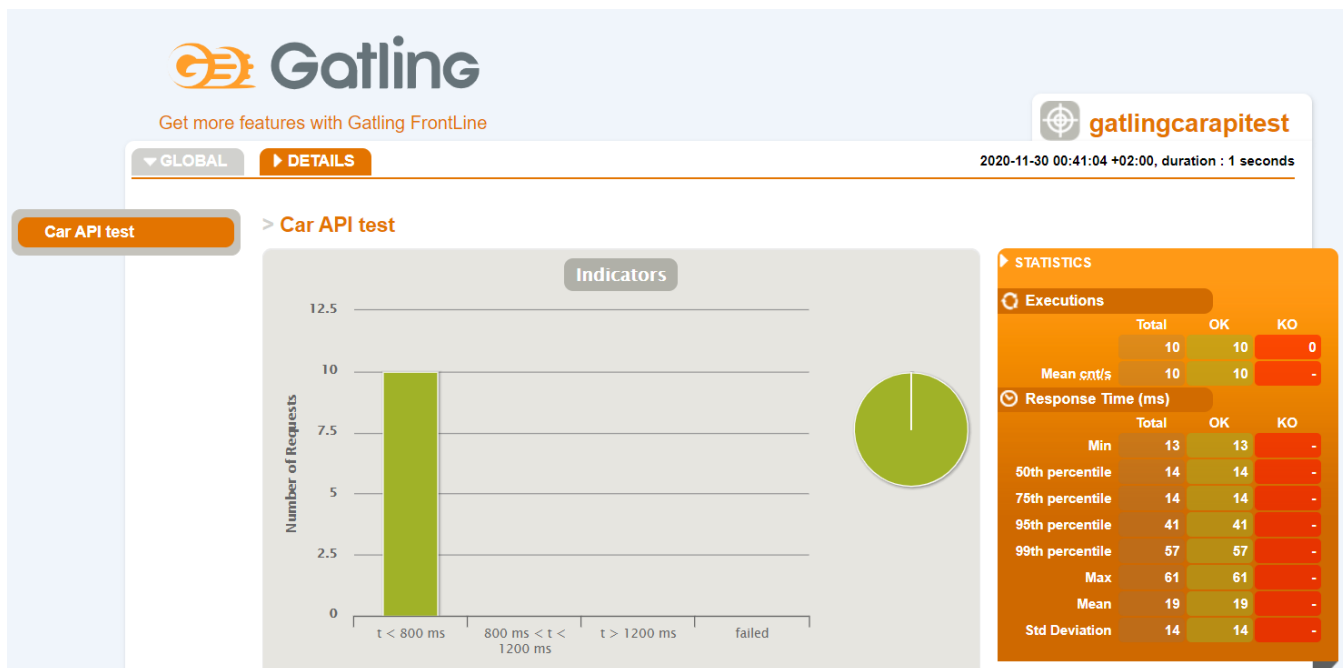 Gatling
Get more features with Gatling FrontLine
gatlingcarapitest
GLOBAL
DETAILS
2020-11-30 00:41:04 +02:00, duration : 1 seconds
Car API test
> Car API test
Indicators
12.5
10
7.5
5
2.5
0
Number of Requests
t < 800 ms
800 ms < t <
1200 ms
t > 1200 ms
failed
STATISTICS
Executions
Total OK KO
10 10 0
Mean cnt/s 10 10 -
Response Time (ms)
Total OK KO
Min 13 13 -
50th percentile 14 14 -
75th percentile 14 14 -
95th percentile 41 41 -
99th percentile 57 57 -
Max 61 61 -
Mean 19 19 -
Std Deviation 14 14 -